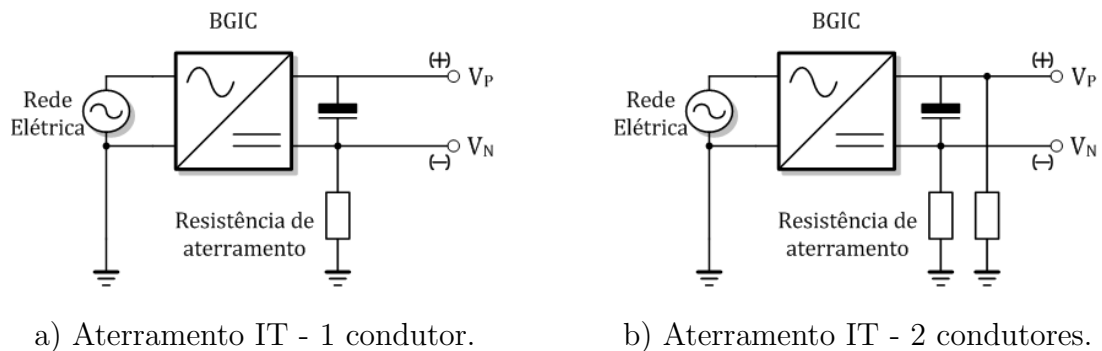 BGIC
(+)
V_P
Rede
Elétrica
V_N
(−)
Resistência de
aterramento
a) Aterramento IT - 1 condutor.
BGIC
(+)
V_P
Rede
Elétrica
V_N
(−)
Resistência de
aterramento
b) Aterramento IT - 2 condutores.